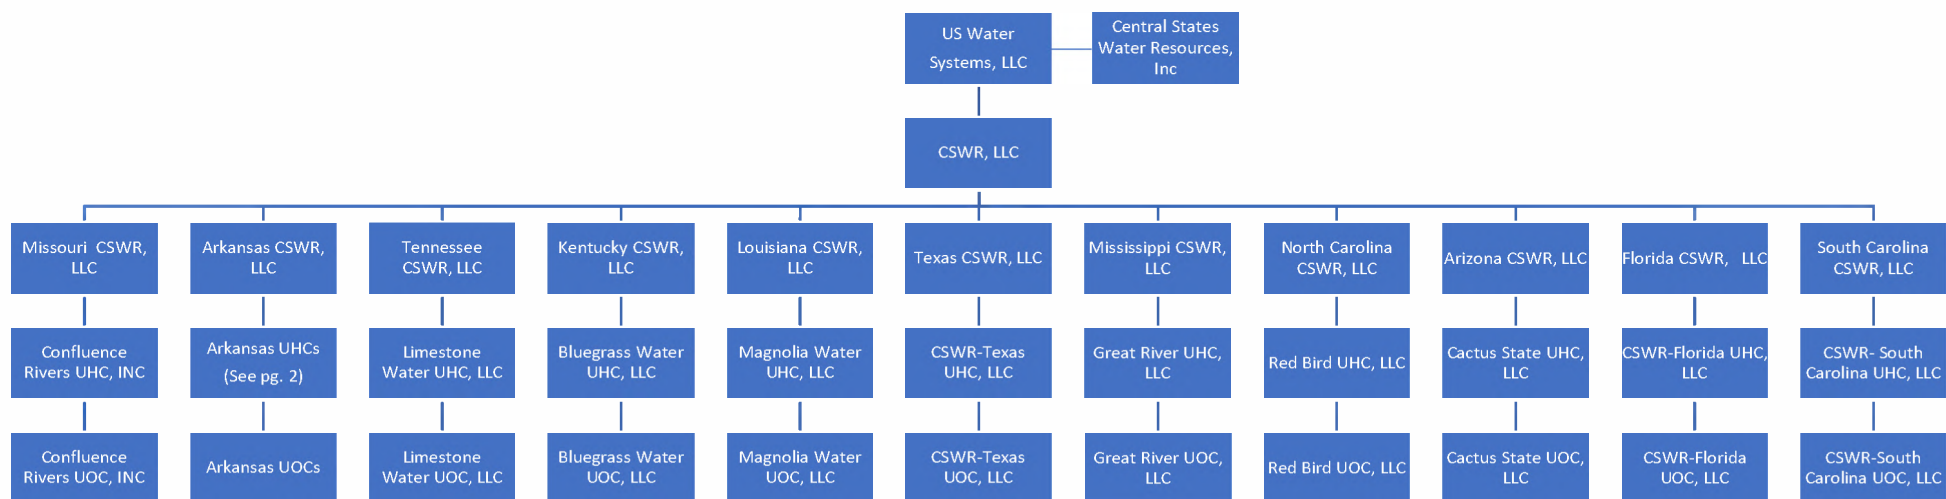 US Water
Systems, LLC
Central States
Water Resources,
Inc
CSWR, LLC
Missouri CSWR,
LLC
Arkansas CSWR,
LLC
Tennessee
CSWR, LLC
Kentucky CSWR,
LLC
Louisiana CSWR,
LLC
Texas CSWR, LLC
Mississippi CSWR,
LLC
North Carolina
CSWR, LLC
Arizona CSWR, LLC
Florida CSWR, LLC
South Carolina
CSWR, LLC
Confluence
Rivers UHC, INC
Arkansas UHCs
(See pg. 2)
Limestone
Water UHC, LLC
Bluegrass Water
UHC, LLC
Magnolia Water
UHC, LLC
CSWR-Texas
UHC, LLC
Great River UHC,
LLC
Red Bird UHC, LLC
Cactus State UHC,
LLC
CSWR-Florida UHC,
LLC
CSWR- South
Carolina UHC, LLC
Confluence
Rivers UOC, INC
Arkansas UOCs
Limestone
Water UOC, LLC
Bluegrass Water
UOC, LLC
Magnolia Water
UOC, LLC
CSWR-Texas
UOC, LLC
Great River UOC,
LLC
Red Bird UOC, LLC
Cactus State UOC,
LLC
CSWR-Florida
UOC, LLC
CSWR-South
Carolina UOC, LLC